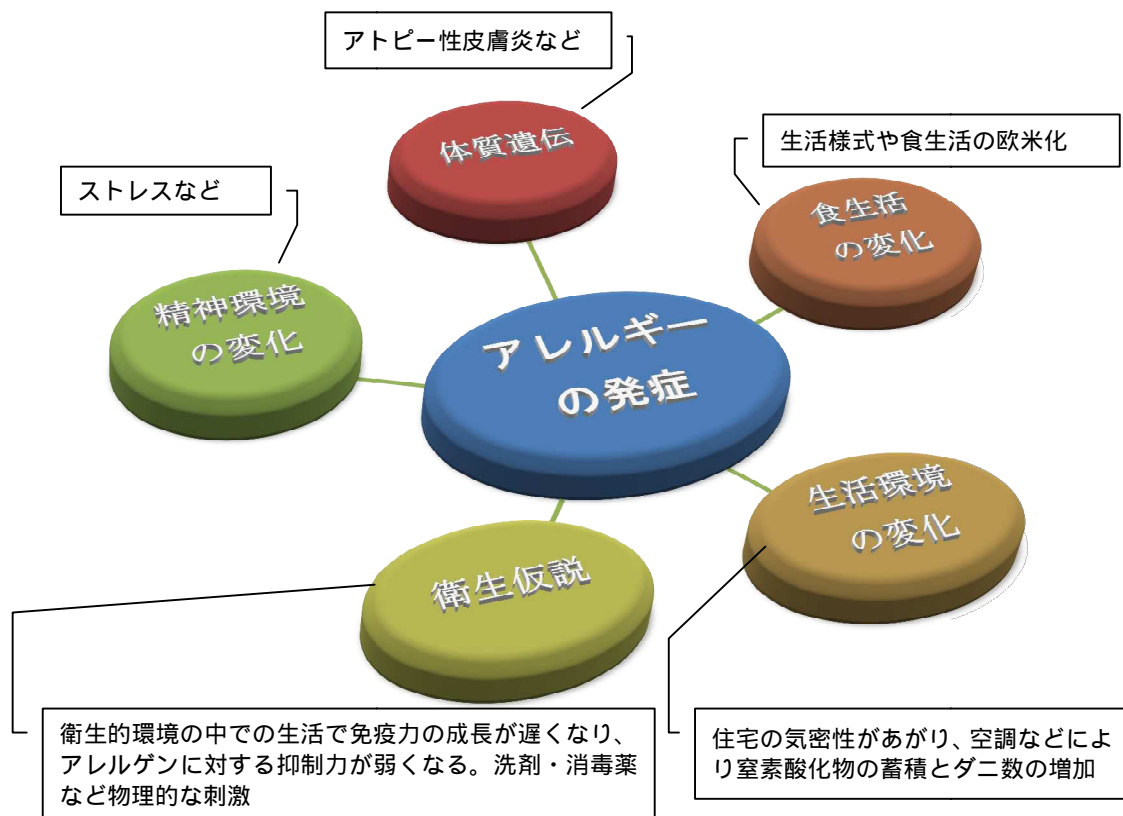 アトピー性皮膚炎など
体質遺伝
生活様式や食生活の欧米化
食生活
の変化
ストレスなど
精神環境
の変化
アレルギー
の発症
生活環境
の変化
衛生仮説
衛生的環境の中での生活で免疫力の成長が遅くなり、
アレルゲンに対する抑制力が弱くなる。洗剤・消毒薬
など物理的な刺激
住宅の気密性があがり、空調などによ
り窒素酸化物の蓄積とダニ数の増加